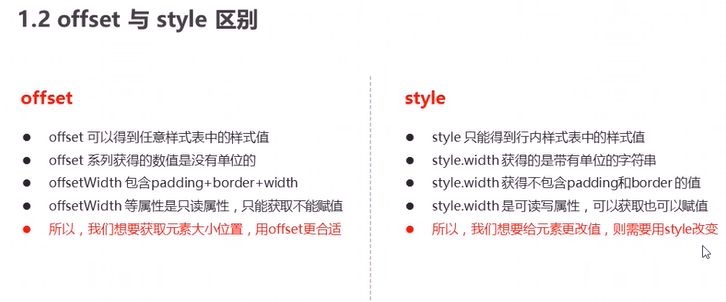 1.2 offset 与 style 区别
offset
● offset 可以得到任意样式表中的样式值
● offset 系列获得的数值是没有单位的
● offsetWidth 包含padding+border+width
● offsetWidth 等属性是只读属性，只能获取不能赋值
● 所以，我们想要获取元素大小位置，用offset更合适
style
● style 只能得到行内样式表中的样式值
● style.width 获得的是带有单位的字符串
● style.width 获得不包含padding和border 的值
● style.width 是可读写属性，可以获取也可以赋值
● 所以，我们想要给元素更改值，则需要用style改变